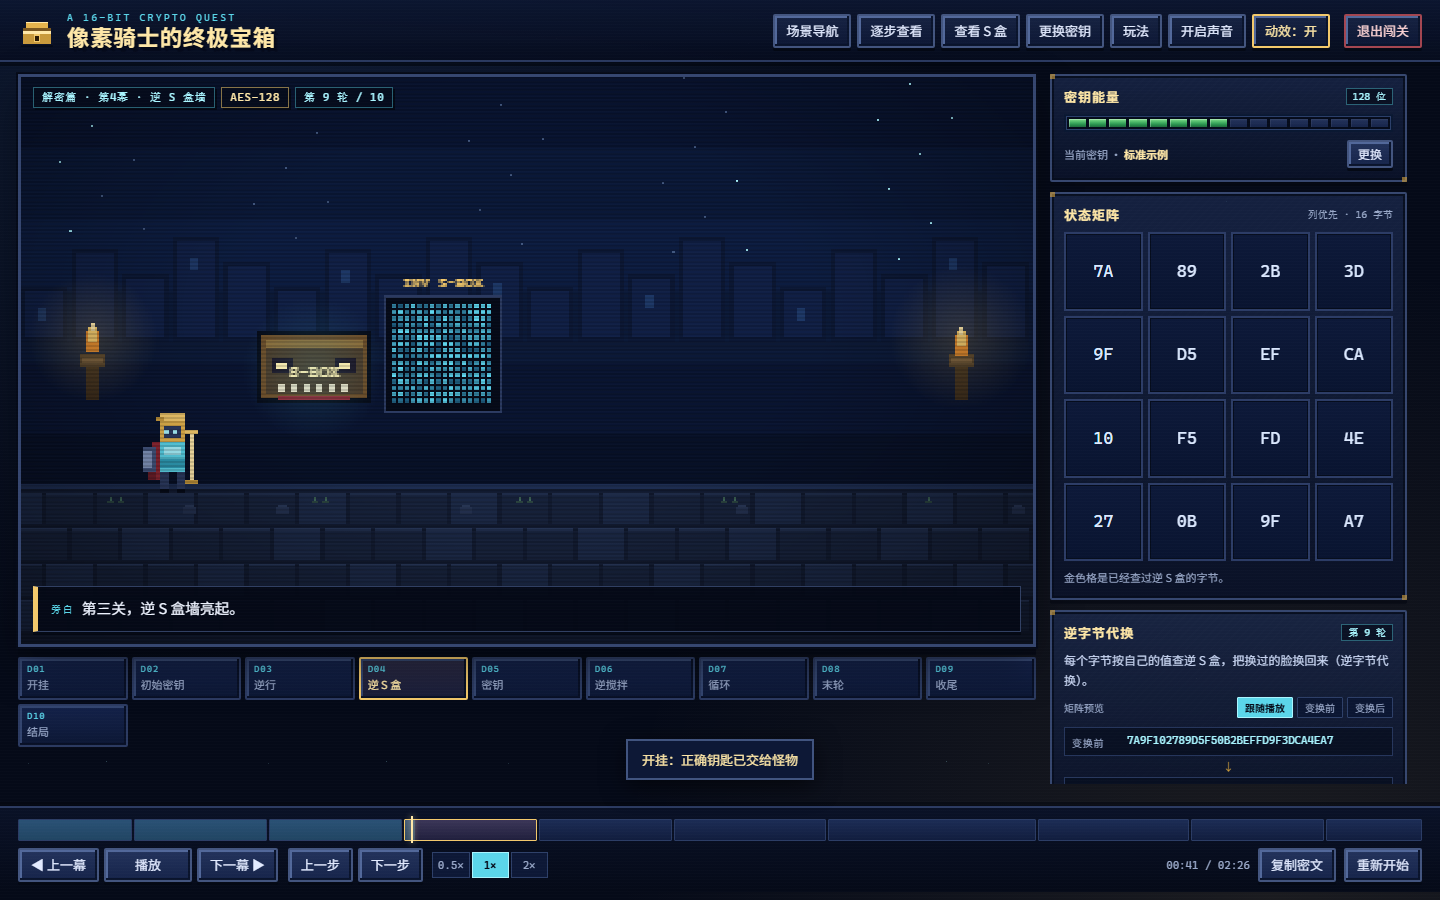 A 16-BIT CRYPTO QUEST
像素骑士的终极宝箱
场景导航 逐步查看 查看 S 盒 更换密钥 玩法 开启声音 动效：开 退出闯关
解密篇 · 第4幕 · 逆 S 盒墙 AES-128 第 9 轮 / 10
INV S-BOX
S-BOX
旁白 第三关，逆 S 盒墙亮起。
D01 开挂
D02 初始密钥
D03 逆行
D04 逆 S 盒
D05 密钥
D06 逆搅拌
D07 循环
D08 末轮
D09 收尾
D10 结局
开挂：正确钥匙已交给怪物
密钥能量 128 位
当前密钥 · 标准示例 更换
状态矩阵 列优先 · 16 字节
7A 89 2B 3D
9F D5 EF CA
10 F5 FD 4E
27 0B 9F A7
金色格是已经查过逆 S 盒的字节。
逆字节代换 第 9 轮
每个字节按自己的值查逆 S 盒，把换过的脸换回来（逆字节代
换）。
矩阵预览 跟随播放 变换前 变换后
变换前 7A9F102789D5F50B2BEFFD9F3DCA4EA7
↓
◀ 上一幕 播放 下一幕 ▶ 上一步 下一步 0.5× 1× 2× 00:41 / 02:26 复制密文 重新开始